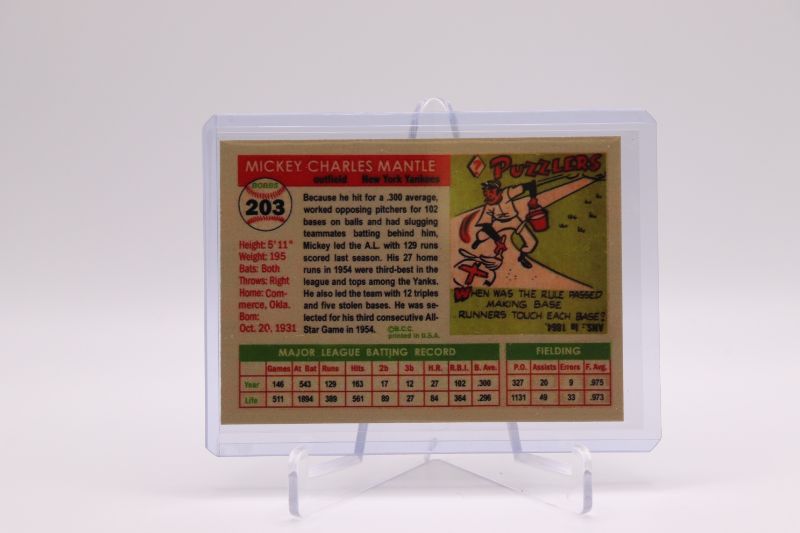 MICKEY CHARLES MANTLE
outfield New York Yankees
BOBBS
203
Height: 5' 11"
Weight: 195
Bats: Both
Throws: Right
Home: Com-
merce, Okla.
Born:
Oct. 20, 1931
Because he hit for a .300 average,
worked opposing pitchers for 102
bases on balls and had slugging
teammates batting behind him,
Mickey led the A.L. with 129 runs
scored last season. His 27 home
runs in 1954 were third-best in the
league and tops among the Yanks.
He also led the team with 12 triples
and five stolen bases. He was se-
lected for his third consecutive All-
Star Game in 1954.
©B.C.C.
printed in U.S.A.
? PUZZLERS
WHEN WAS THE RULE PASSED
MAKING BASE
RUNNERS TOUCH EACH BASE?
ANS.: In 1864.
MAJOR LEAGUE BATTING RECORD FIELDING
Games At Bat Runs Hits 2b 3b H.R. R.B.I. B. Avg. P.O. Assists Errors F. Avg.
Year 146 543 129 163 17 12 27 102 .300 327 20 9 .975
Life 511 1894 389 561 89 27 84 364 .296 1131 49 33 .973